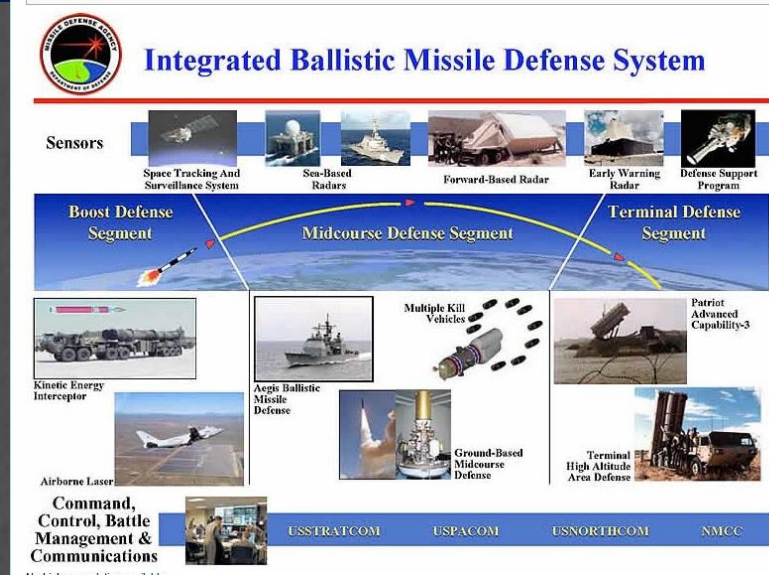 MISSILE DEFENSE AGENCY
DEPARTMENT OF DEFENSE
Integrated Ballistic Missile Defense System
Sensors
Space Tracking And
Surveillance System
Sea-Based
Radars
Forward-Based Radar
Early Warning
Radar
Defense Support
Program
Boost Defense
Segment
Midcourse Defense Segment
Terminal Defense
Segment
Kinetic Energy
Interceptor
Airborne Laser
Aegis Ballistic
Missile
Defense
Multiple Kill
Vehicles
Ground-Based
Midcourse
Defense
Patriot
Advanced
Capability-3
Terminal
High Altitude
Area Defense
Command,
Control, Battle
Management &
Communications
USSTRATCOM
USPACOM
USNORTHCOM
NMCC